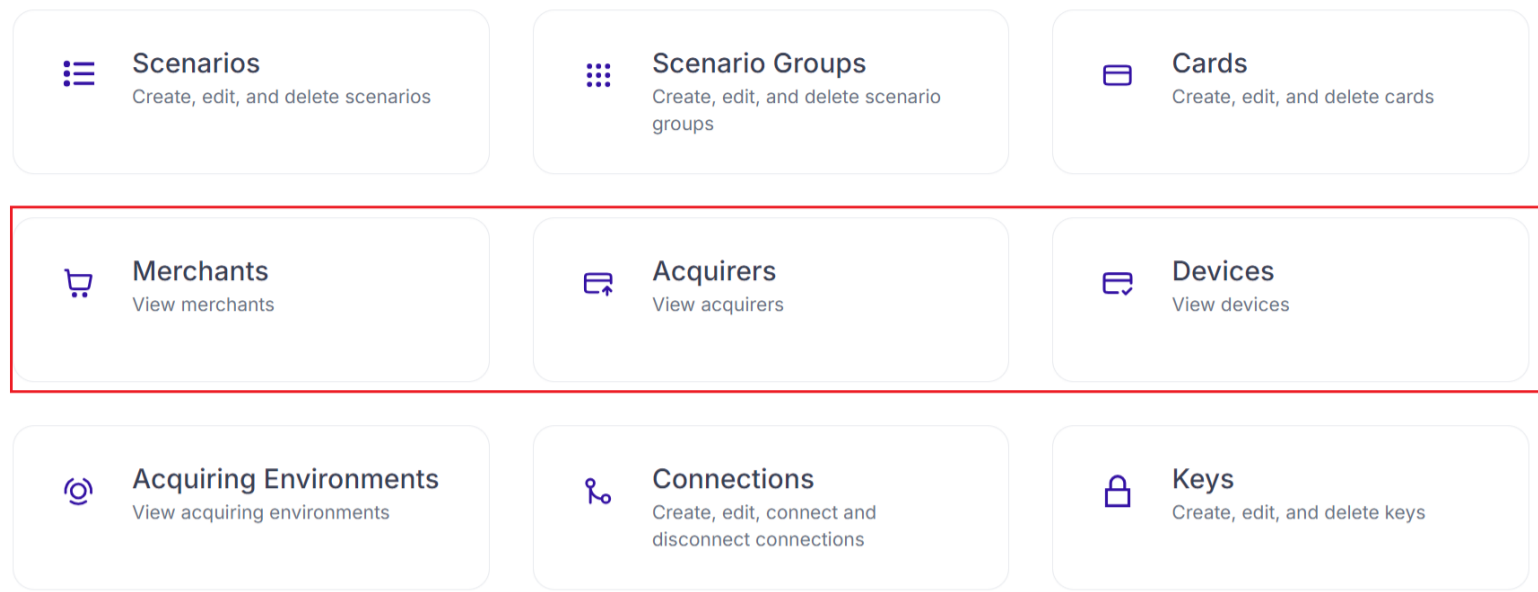 Scenarios
Create, edit, and delete scenarios
Scenario Groups
Create, edit, and delete scenario
groups
Cards
Create, edit, and delete cards
Merchants
View merchants
Acquirers
View acquirers
Devices
View devices
Acquiring Environments
View acquiring environments
Connections
Create, edit, connect and
disconnect connections
Keys
Create, edit, and delete keys